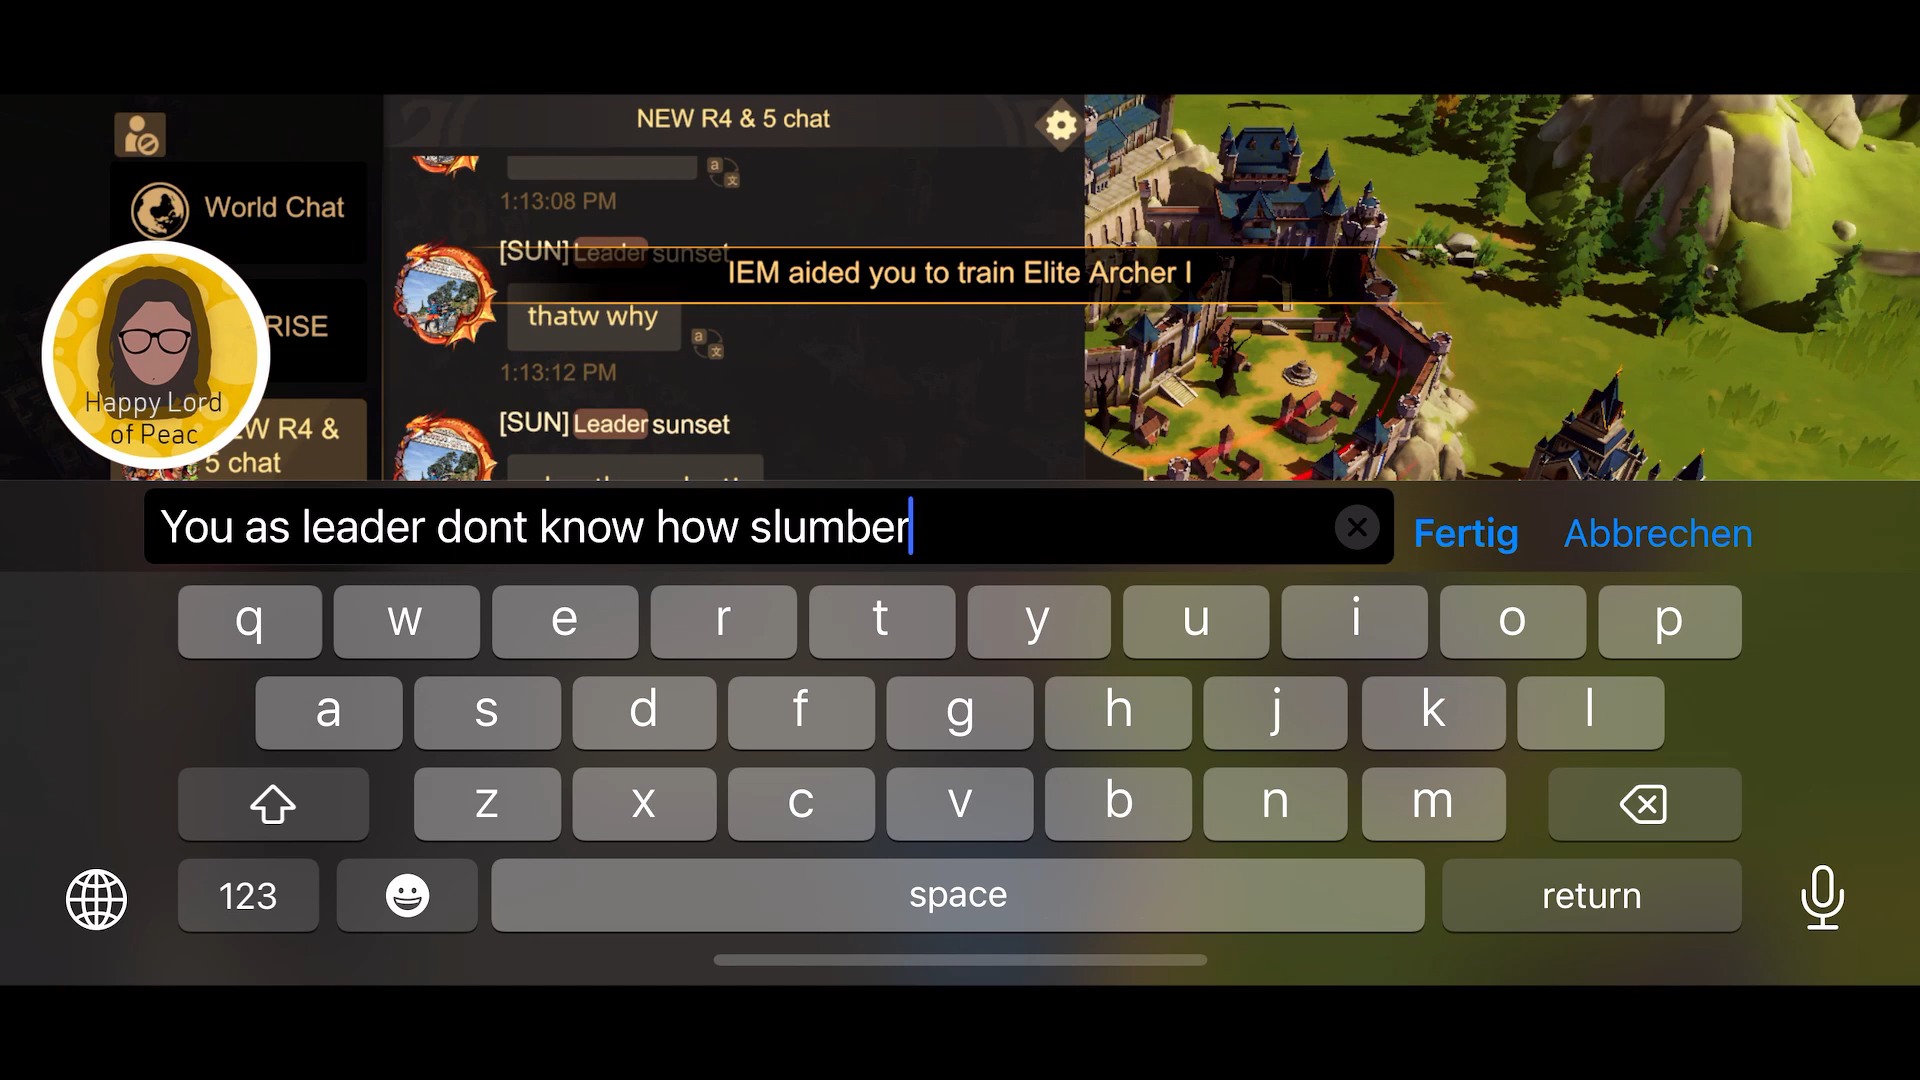 NEW R4 & 5 chat
World Chat
1:13:08 PM
[SUN] Leader sunset
IEM aided you to train Elite Archer I
thatw why
RISE
1:13:12 PM
Happy Lord
of Peac
EW R4 &
5 chat
[SUN] Leader sunset
You as leader dont know how slumber
Fertig
Abbrechen
q w e r t y u i o p
a s d f g h j k l
z x c v b n m
123
space
return